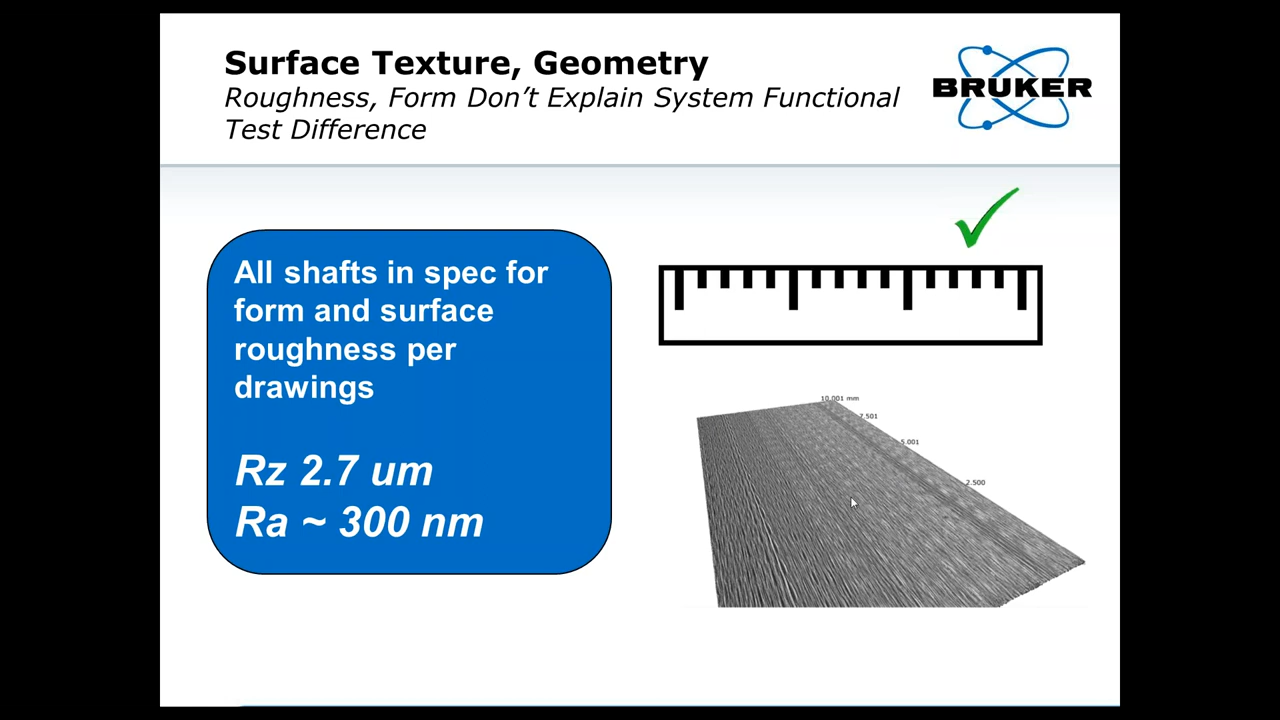 Surface Texture, Geometry
Roughness, Form Don’t Explain System Functional
Test Difference
BRUKER
All shafts in spec for
form and surface
roughness per
drawings
Rz 2.7 um
Ra ~ 300 nm
10.001 mm
7.501
5.001
2.500